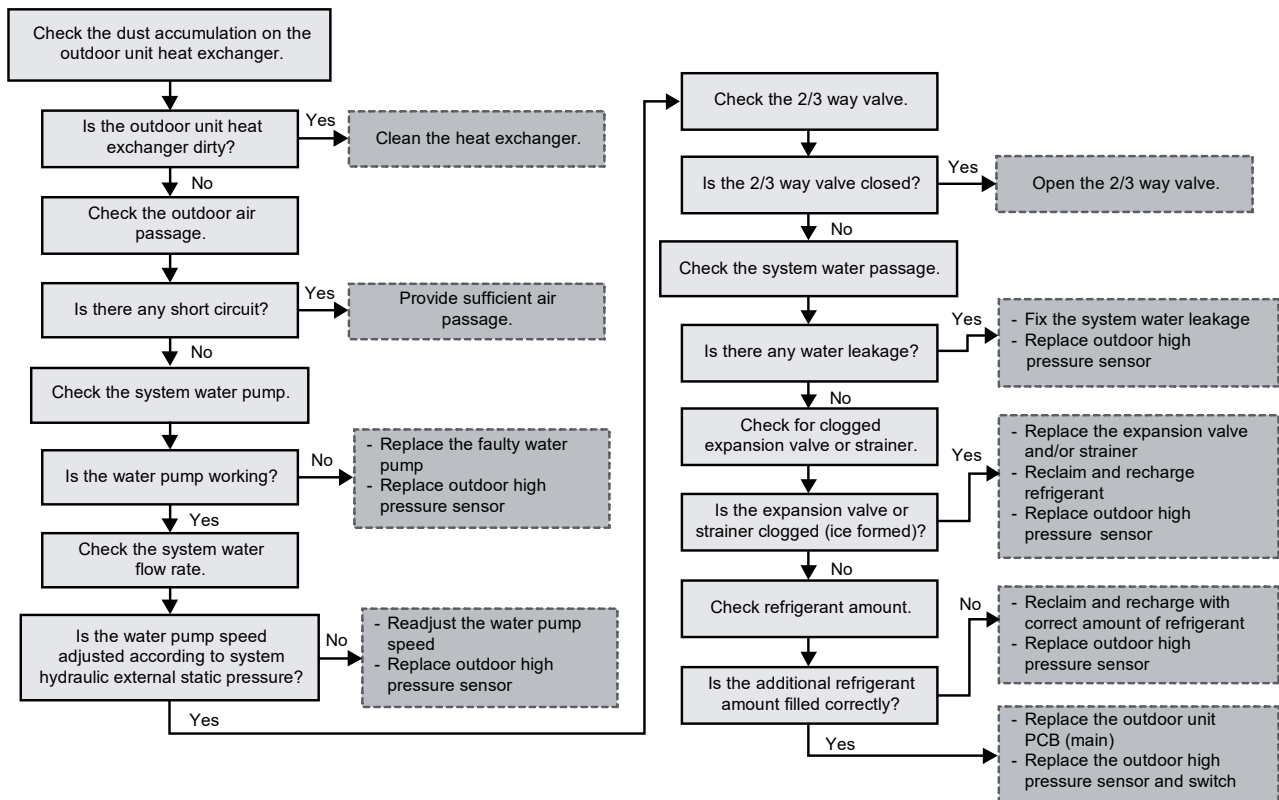 Check the dust accumulation on the
outdoor unit heat exchanger.
Is the outdoor unit heat
exchanger dirty?
Yes
Clean the heat exchanger.
No
Check the outdoor air
passage.
Is there any short circuit?
Yes
Provide sufficient air
passage.
No
Check the system water pump.
Is the water pump working?
No
- Replace the faulty water
pump
- Replace outdoor high
pressure sensor
Yes
Check the system water
flow rate.
Is the water pump speed
adjusted according to system
hydraulic external static pressure?
No
- Readjust the water pump
speed
- Replace outdoor high
pressure sensor
Yes
Check the 2/3 way valve.
Is the 2/3 way valve closed?
Yes
Open the 2/3 way valve.
No
Check the system water passage.
Is there any water leakage?
Yes
- Fix the system water leakage
- Replace outdoor high
pressure sensor
No
Check for clogged
expansion valve or strainer.
Is the expansion valve or
strainer clogged (ice formed)?
Yes
- Replace the expansion valve
and/or strainer
- Reclaim and recharge
refrigerant
- Replace outdoor high
pressure sensor
No
Check refrigerant amount.
Is the additional refrigerant
amount filled correctly?
No
- Reclaim and recharge with
correct amount of refrigerant
- Replace outdoor high
pressure sensor
Yes
- Replace the outdoor unit
PCB (main)
- Replace the outdoor high
pressure sensor and switch